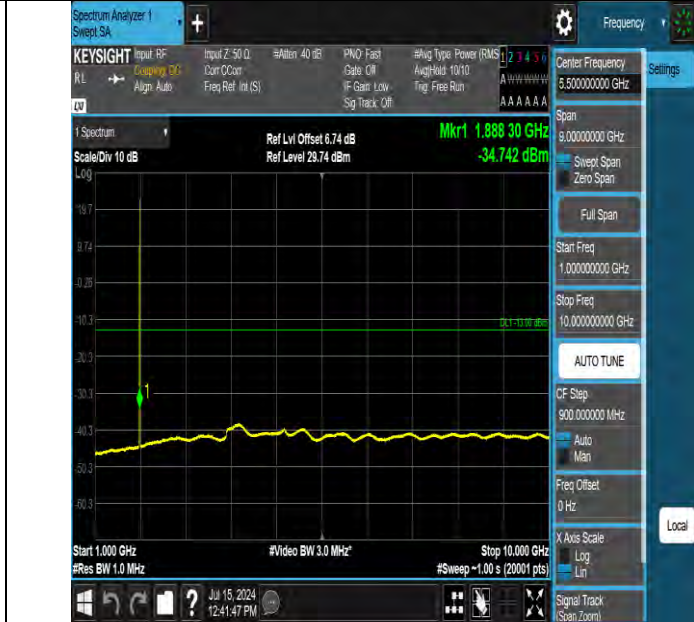 Spectrum Analyzer 1
Swept SA
+
Frequency
KEYSIGHT
RL
Input: RF
Coupling: DC
Align: Auto
Input Z: 50 Ω
Corr CCorr
Freq Ref: Int (S)
#Atten: 40 dB
PNO: Fast
Gate: Off
IF Gain: Low
Sig Track: Off
#Avg Type: Power (RMS
Avg|Hold: 10/10
Trig: Free Run
1 2 3 4 5 6
A W W W W W
A A A A A A
LW
1 Spectrum
Scale/Div 10 dB
Log
Ref Lvl Offset 6.74 dB
Ref Level 29.74 dBm
Mkr1 1.888 30 GHz
-34.742 dBm
19.7
9.74
-0.26
-10.3
-20.3
-30.3
-40.3
-50.3
-60.3
DL1 -13.00 dBm
1
Start 1.000 GHz
#Res BW 1.0 MHz
#Video BW 3.0 MHz*
Stop 10.000 GHz
#Sweep ~1.00 s (20001 pts)
Center Frequency
5.500000000 GHz
Settings
Span
9.00000000 GHz
Swept Span
Zero Span
Full Span
Start Freq
1.000000000 GHz
Stop Freq
10.000000000 GHz
AUTO TUNE
CF Step
900.000000 MHz
Auto
Man
Freq Offset
0 Hz
X Axis Scale
Log
Lin
Local
Signal Track
(Span Zoom)
?
Jul 15, 2024
12:41:47 PM